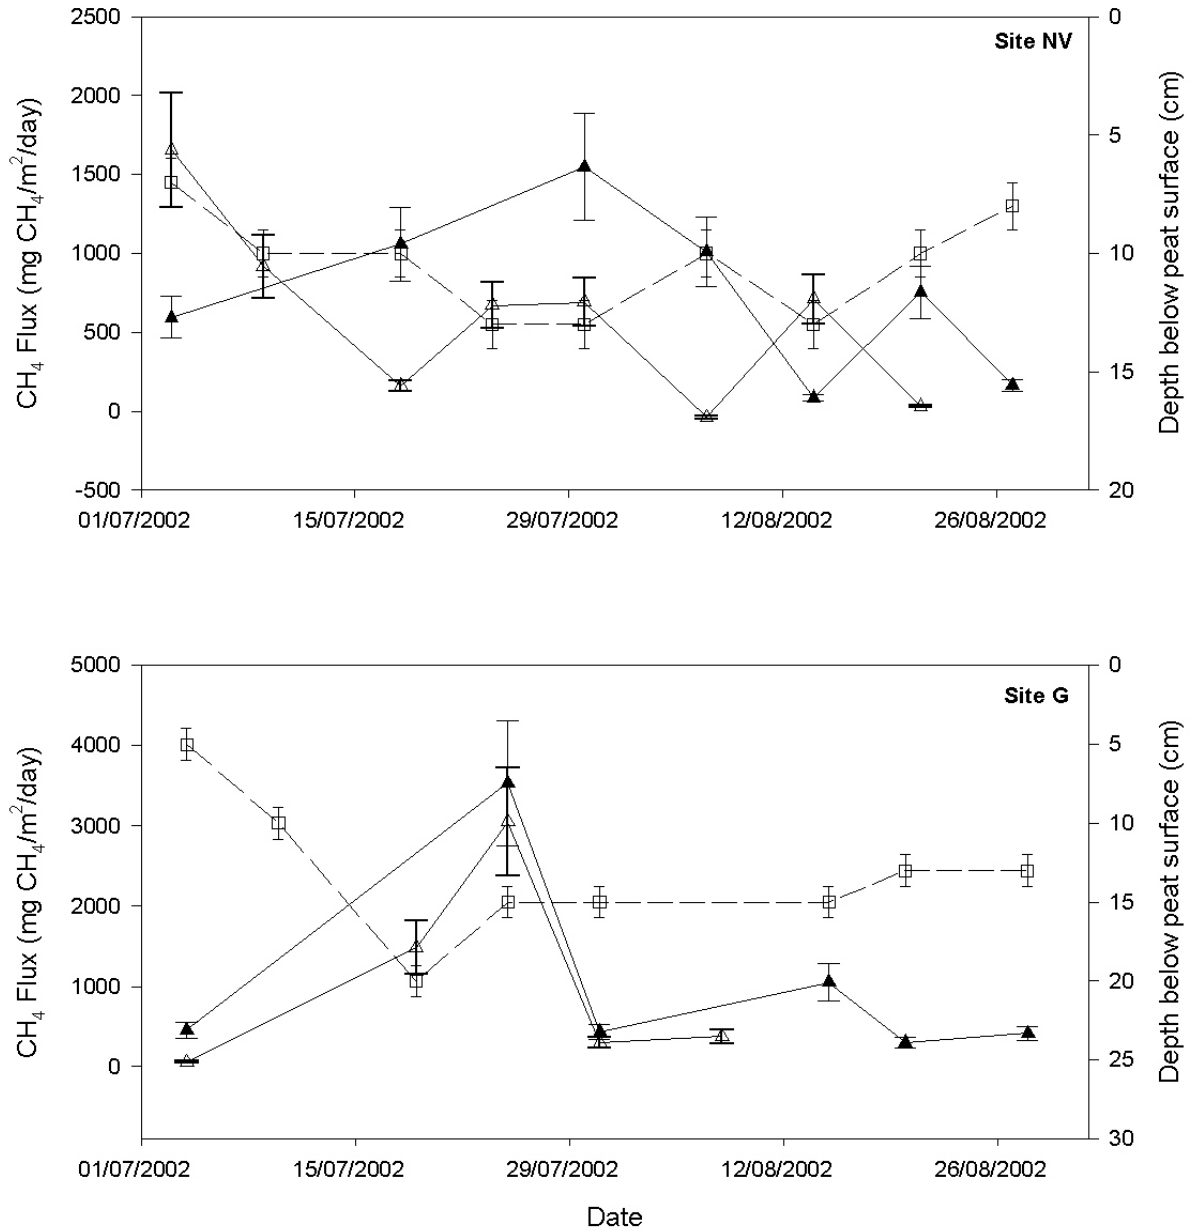 Site NV
CH₄ Flux (mg CH₄/m²/day)
Depth below peat surface (cm)
2500
2000
1500
1000
500
0
-500
0
5
10
15
20
01/07/2002 15/07/2002 29/07/2002 12/08/2002 26/08/2002
Site G
CH₄ Flux (mg CH₄/m²/day)
Depth below peat surface (cm)
5000
4000
3000
2000
1000
0
0
5
10
15
20
25
30
01/07/2002 15/07/2002 29/07/2002 12/08/2002 26/08/2002
Date